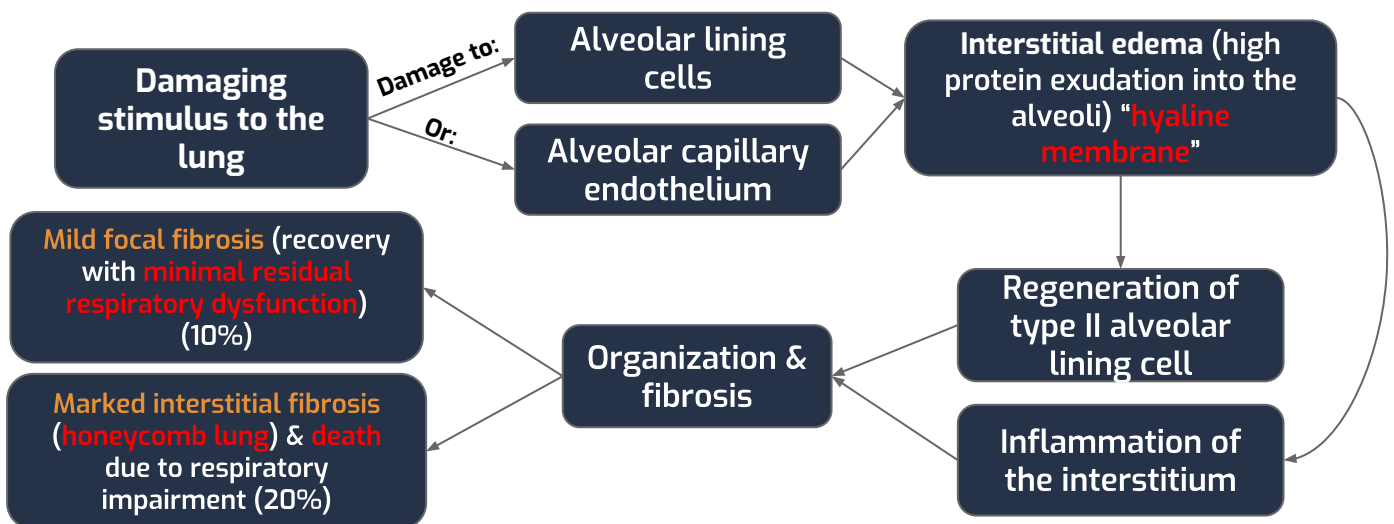 Damaging
stimulus to the
lung
Damage to:
Or:
Alveolar lining
cells
Alveolar capillary
endothelium
Interstitial edema (high
protein exudation into the
alveoli) “hyaline
membrane”
Regeneration of
type II alveolar
lining cell
Inflammation of
the interstitium
Organization &
fibrosis
Mild focal fibrosis (recovery
with minimal residual
respiratory dysfunction)
(10%)
Marked interstitial fibrosis
(honeycomb lung) & death
due to respiratory
impairment (20%)